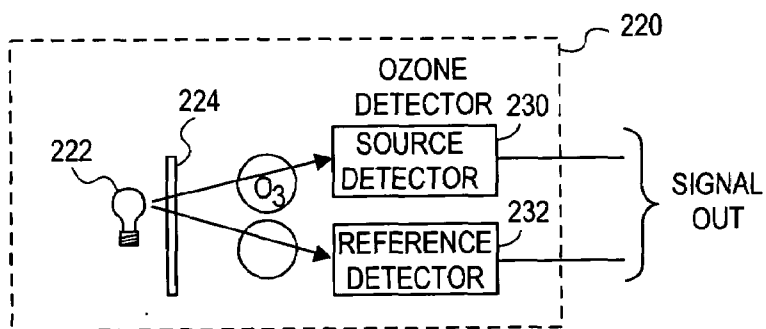 220
OZONE
DETECTOR
224
230
222
SOURCE
DETECTOR
O3
SIGNAL
OUT
232
REFERENCE
DETECTOR